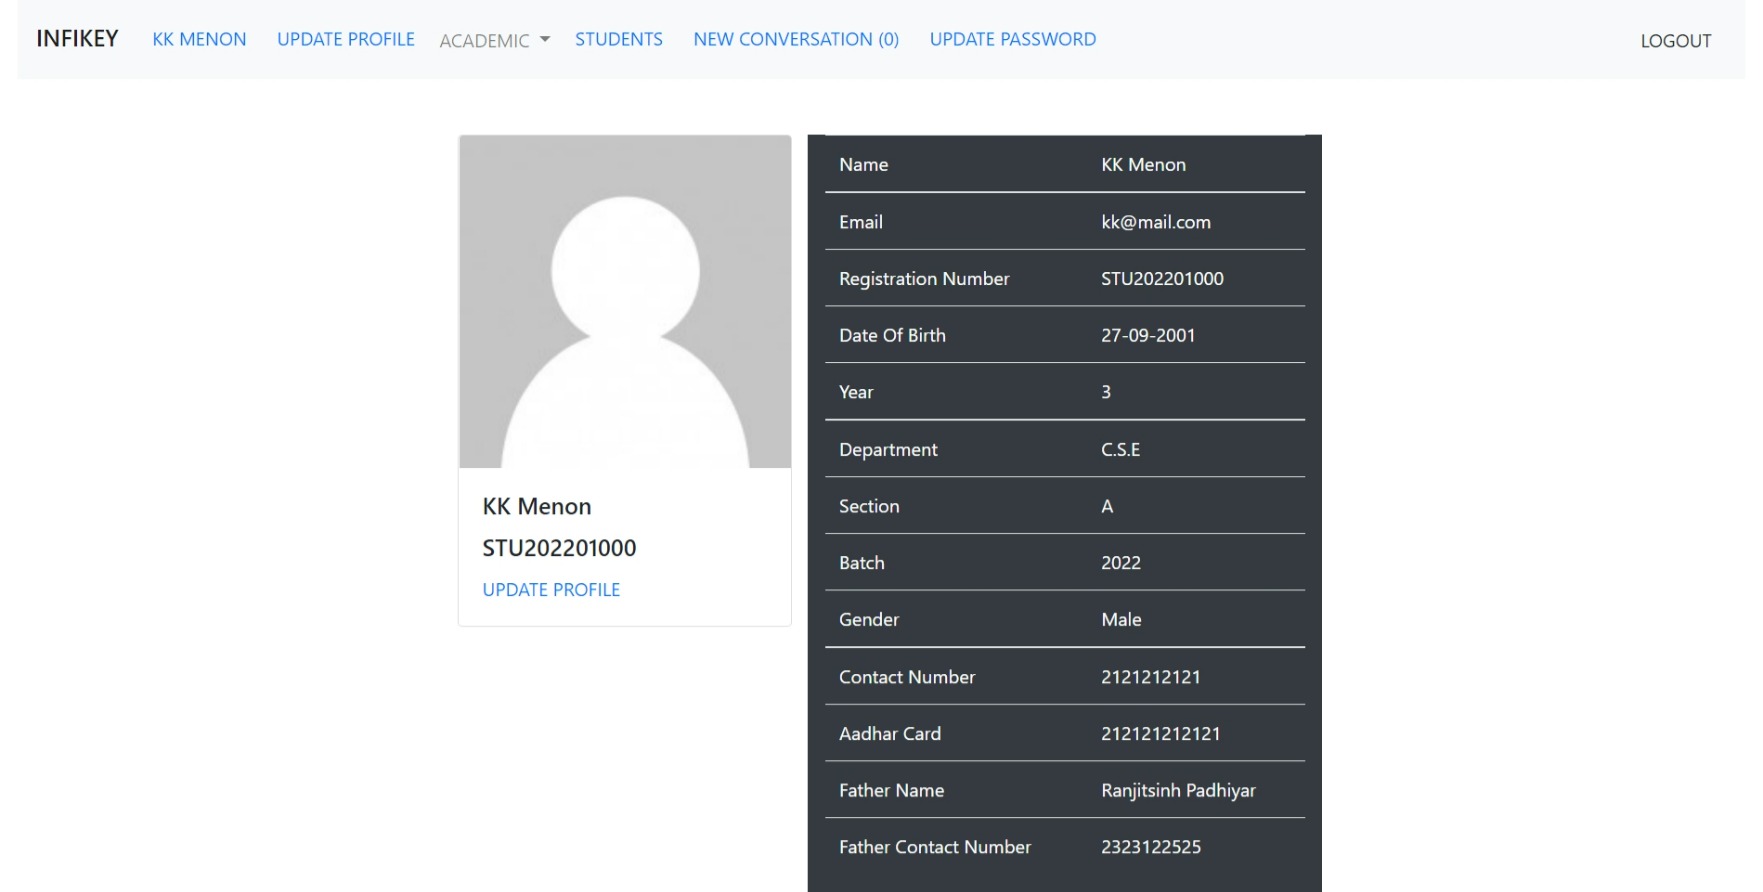 INFIKEY KK MENON UPDATE PROFILE ACADEMIC STUDENTS NEW CONVERSATION (0) UPDATE PASSWORD LOGOUT
KK Menon
STU202201000
UPDATE PROFILE
Name KK Menon
Email kk@mail.com
Registration Number STU202201000
Date Of Birth 27-09-2001
Year 3
Department C.S.E
Section A
Batch 2022
Gender Male
Contact Number 2121212121
Aadhar Card 212121212121
Father Name Ranjitsinh Padhiyar
Father Contact Number 2323122525